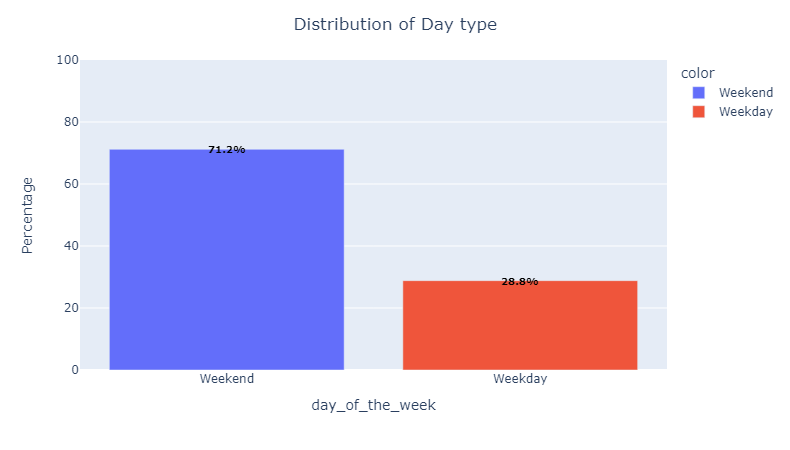 Distribution of Day type
100
80
60
40
20
0
Percentage
71.2%
28.8%
Weekend
Weekday
day_of_the_week
color
Weekend
Weekday